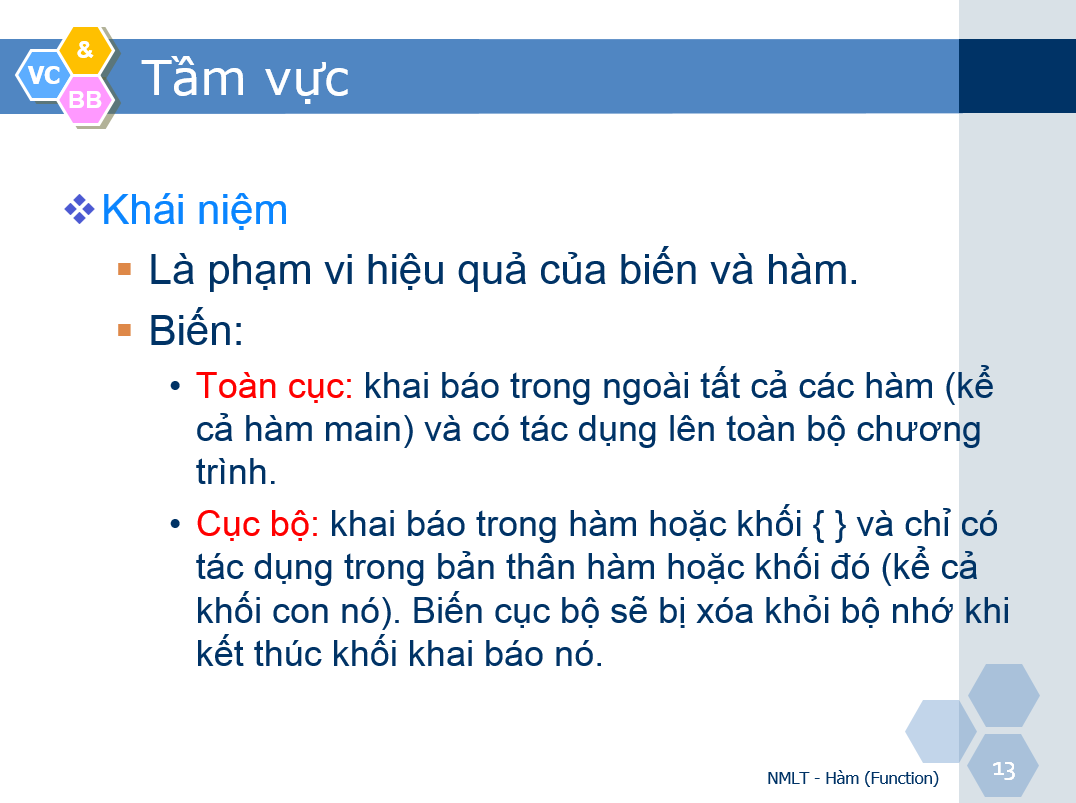 &
VC
BB
Tầm vực
Khái niệm
Là phạm vi hiệu quả của biến và hàm.
Biến:
• Toàn cục: khai báo trong ngoài tất cả các hàm (kể
cả hàm main) và có tác dụng lên toàn bộ chương
trình.
• Cục bộ: khai báo trong hàm hoặc khối { } và chỉ có
tác dụng trong bản thân hàm hoặc khối đó (kể cả
khối con nó). Biến cục bộ sẽ bị xóa khỏi bộ nhớ khi
kết thúc khối khai báo nó.
NMLT - Hàm (Function)
13